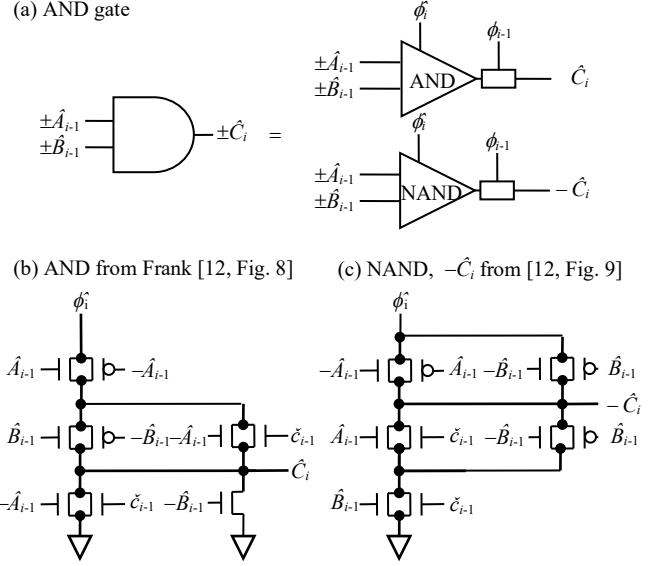 (a) AND gate
ϕ̂i
ϕi-1
±Âi-1
±B̂i-1
AND
Ĉi
±Âi-1
±B̂i-1
±Ĉi
=
ϕ̂i
ϕi-1
±Âi-1
±B̂i-1
NAND
−Ĉi
(b) AND from Frank [12, Fig. 8]
(c) NAND, −Ĉi from [12, Fig. 9]
ϕ̂i
ϕ̂i
Âi-1
−Âi-1
−Âi-1
Âi-1
−B̂i-1
B̂i-1
−Ĉi
B̂i-1
−B̂i-1
−Âi-1
či-1
Âi-1
či-1
−B̂i-1
B̂i-1
Ĉi
−Âi-1
či-1
−B̂i-1
B̂i-1
či-1